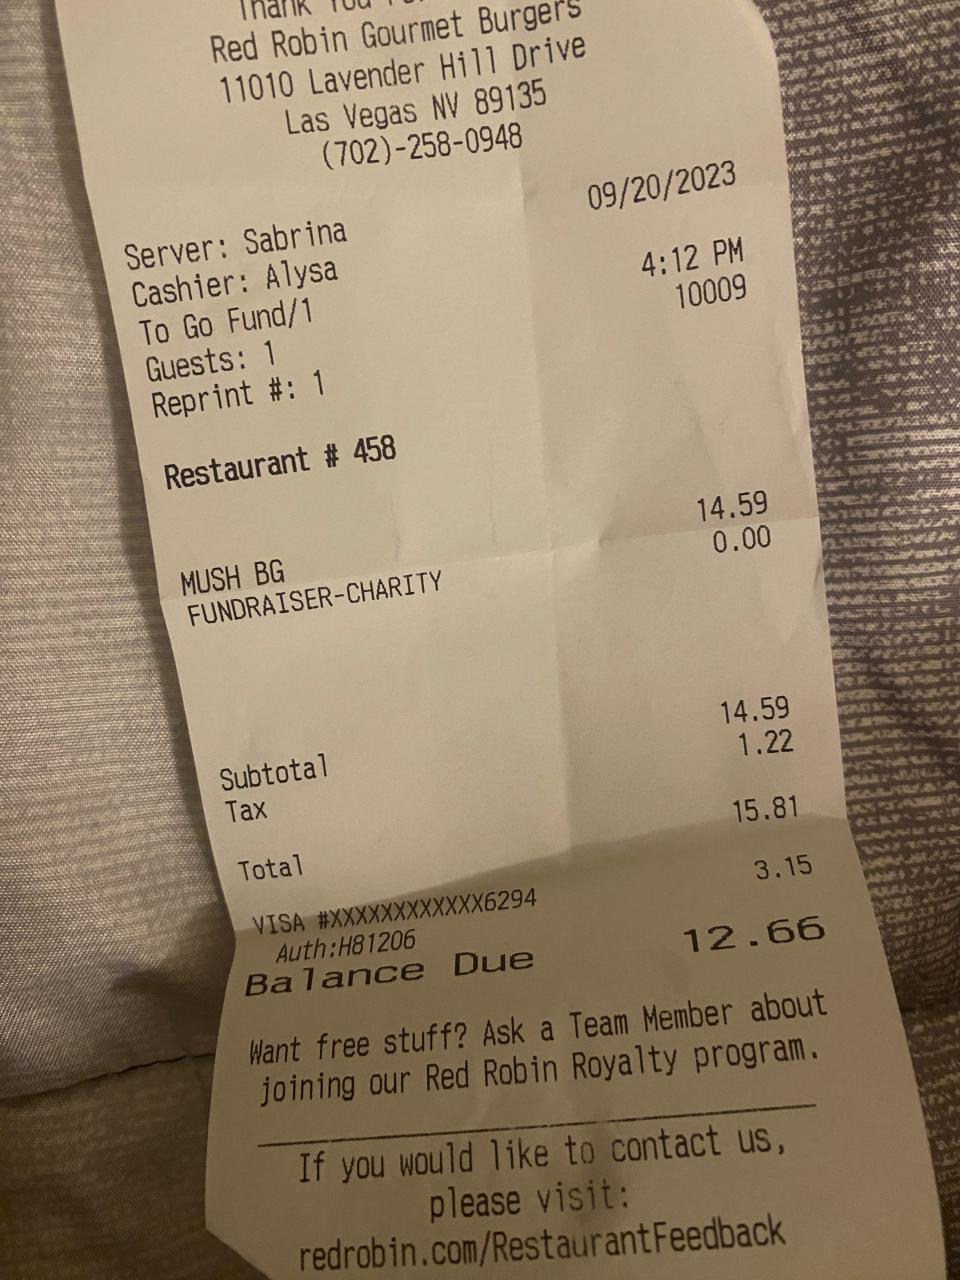 Thank You
Red Robin Gourmet Burgers
11010 Lavender Hill Drive
Las Vegas NV 89135
(702)-258-0948
09/20/2023
Server: Sabrina
Cashier: Alysa 4:12 PM
To Go Fund/1 10009
Guests: 1
Reprint #: 1
Restaurant # 458
MUSH BG 14.59
FUNDRAISER-CHARITY 0.00
Subtotal 14.59
Tax 1.22
Total 15.81
VISA #XXXXXXXXXXXX6294 3.15
Auth:H81206
Balance Due 12.66
Want free stuff? Ask a Team Member about
joining our Red Robin Royalty program.
If you would like to contact us,
please visit:
redrobin.com/RestaurantFeedback